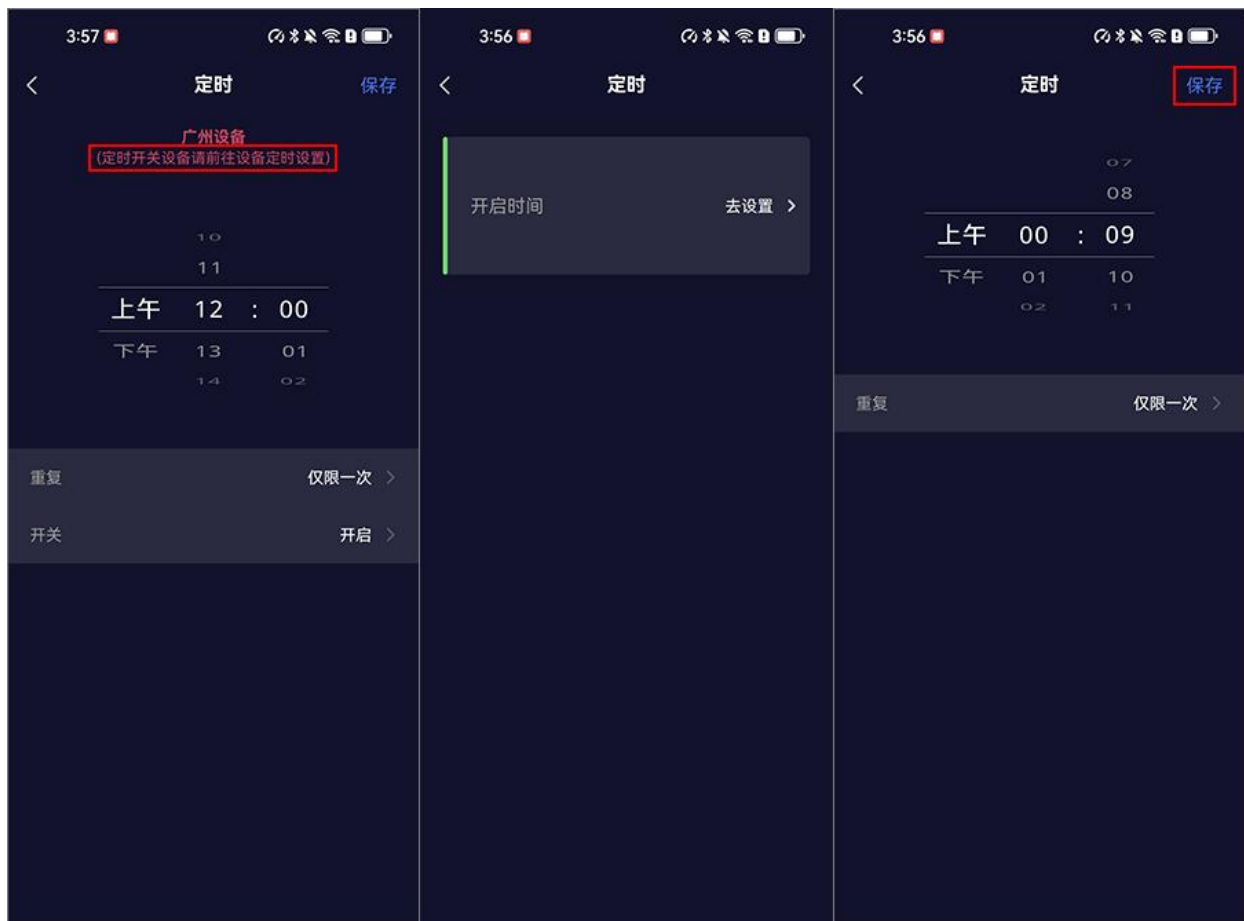 3:57
定时
保存
广州设备
(定时开关设备请前往设备定时设置)
10
11
上午 12 : 00
下午 13 01
14 02
重复 仅限一次
开关 开启
3:56
定时
开启时间 去设置
3:56
定时
保存
07
08
上午 00 : 09
下午 01 10
02 11
重复 仅限一次